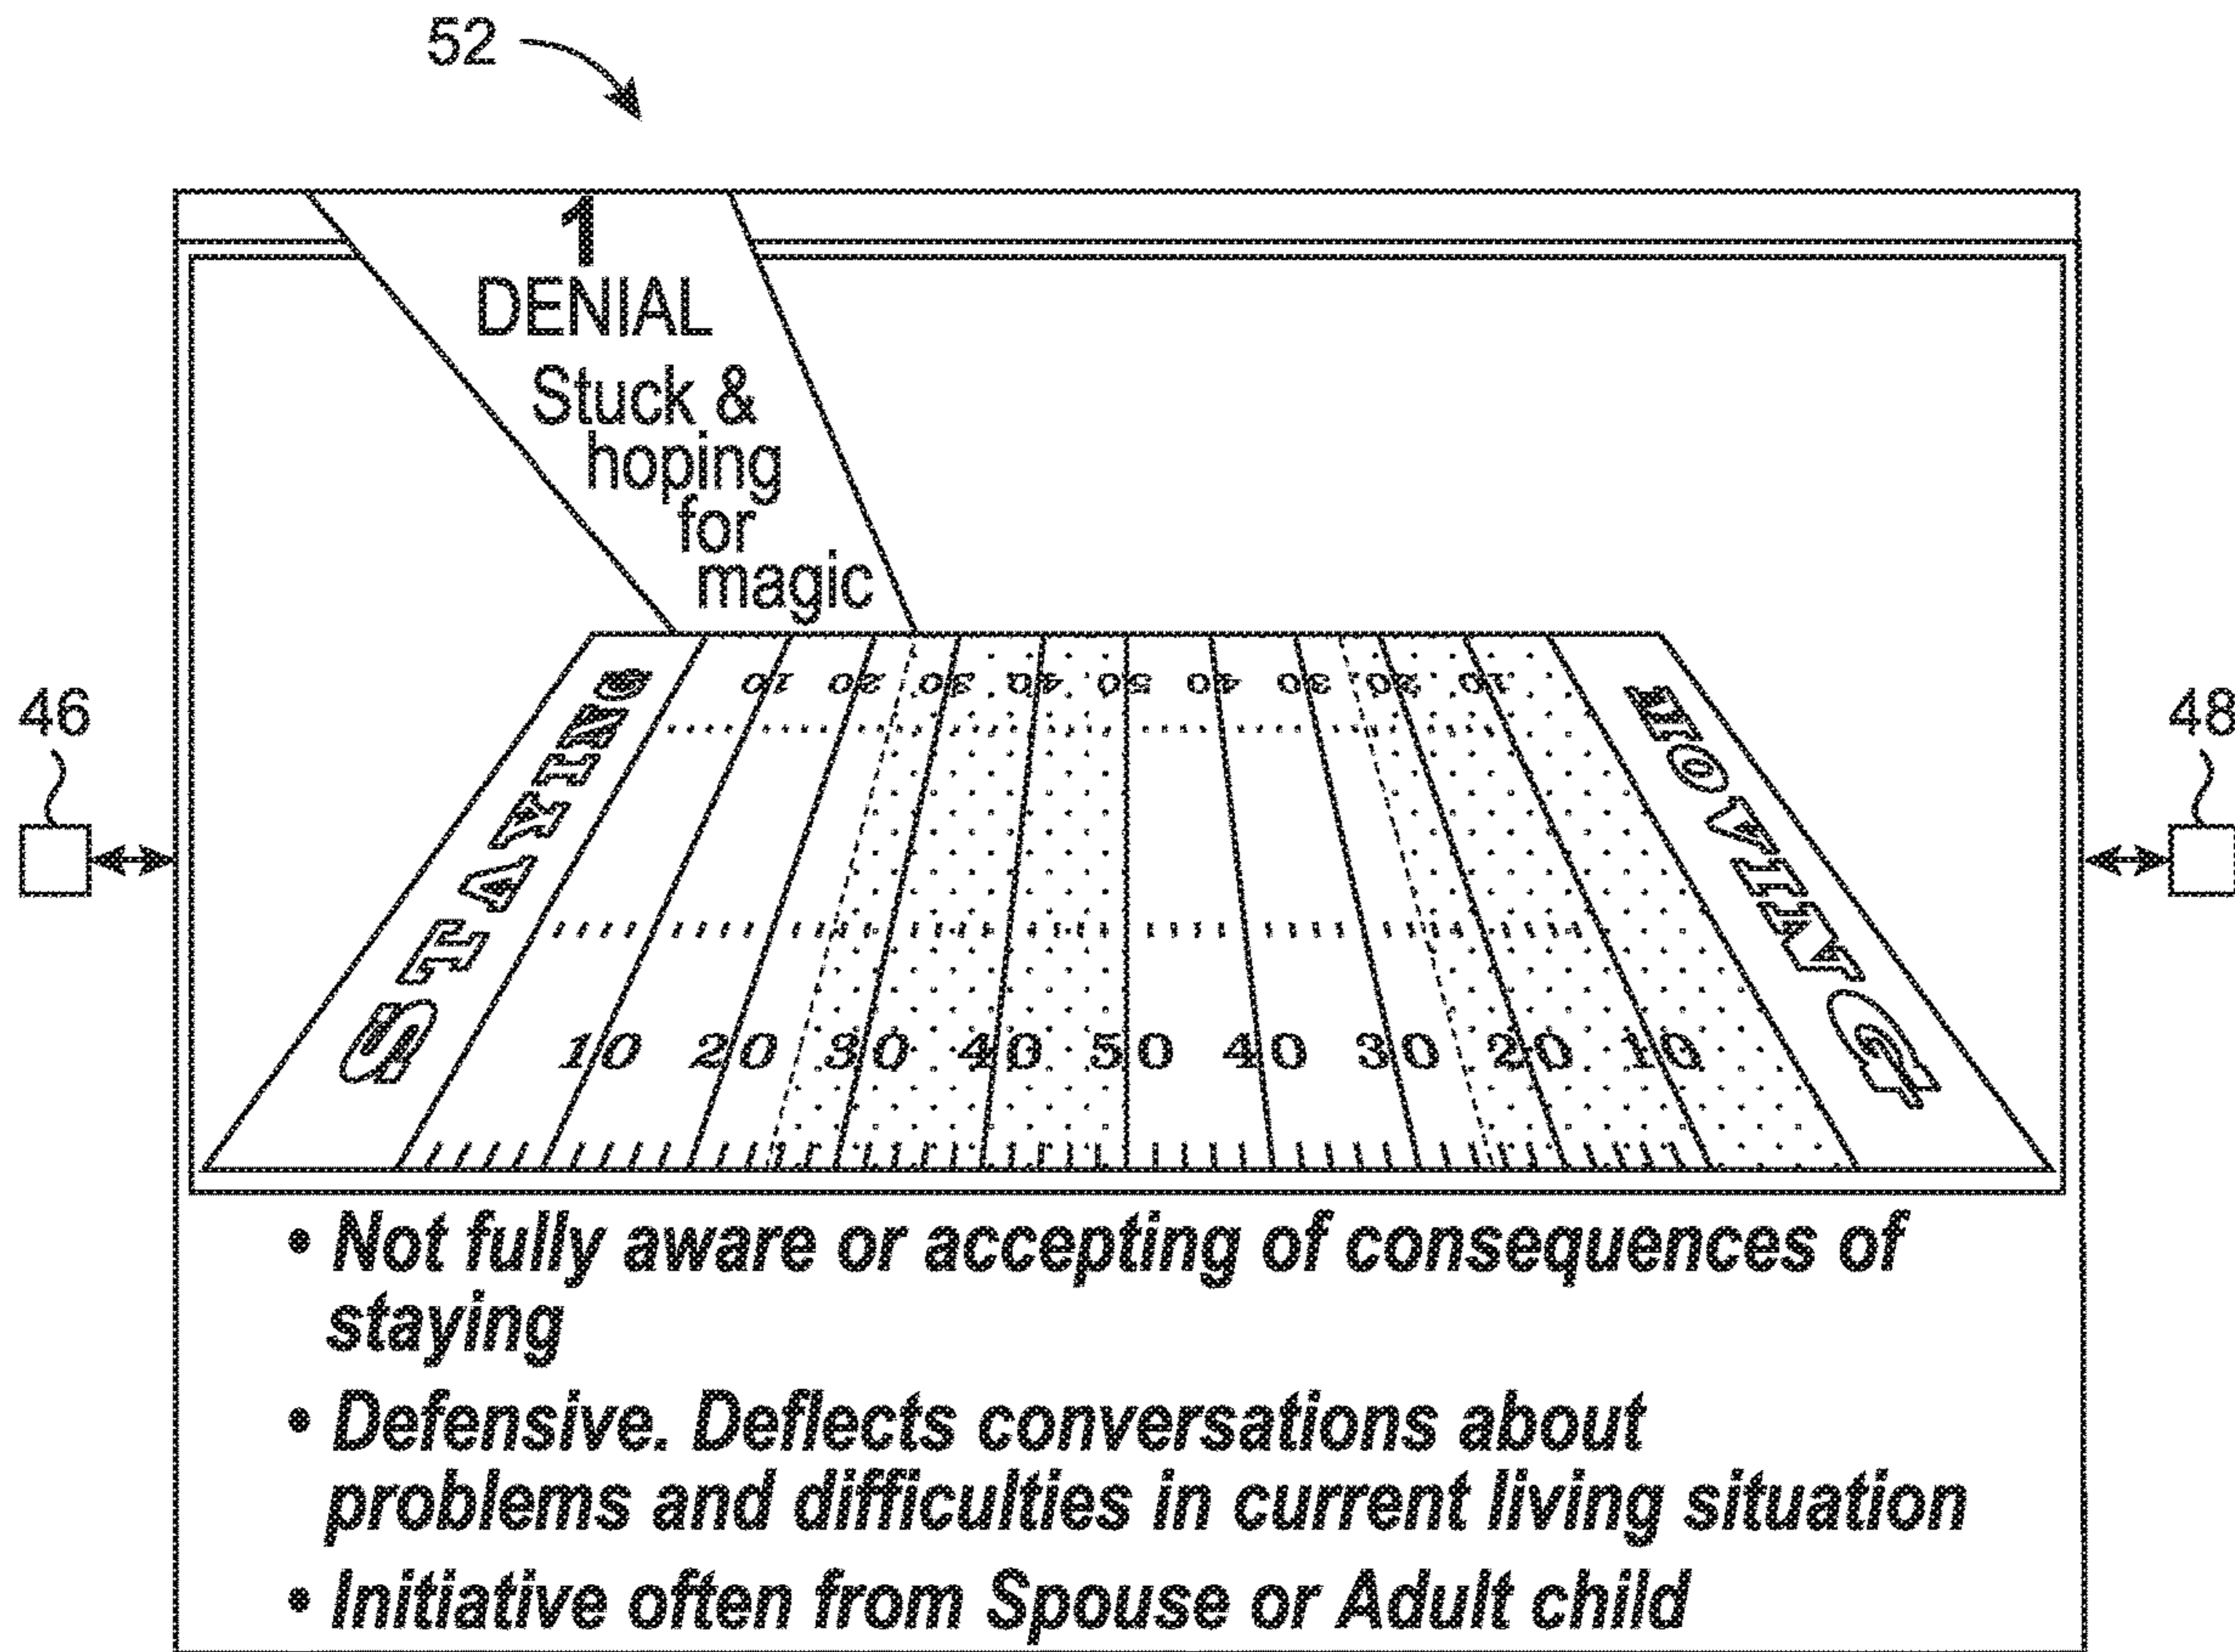 52
1
DENIAL
Stuck &
hoping
for
magic
46
48
10 20 30 40 50 40 30 20 10
STAYING
MOVING
10 20 30 40 50 40 30 20 10
• Not fully aware or accepting of consequences of
staying
• Defensive. Deflects conversations about
problems and difficulties in current living situation
• Initiative often from Spouse or Adult child